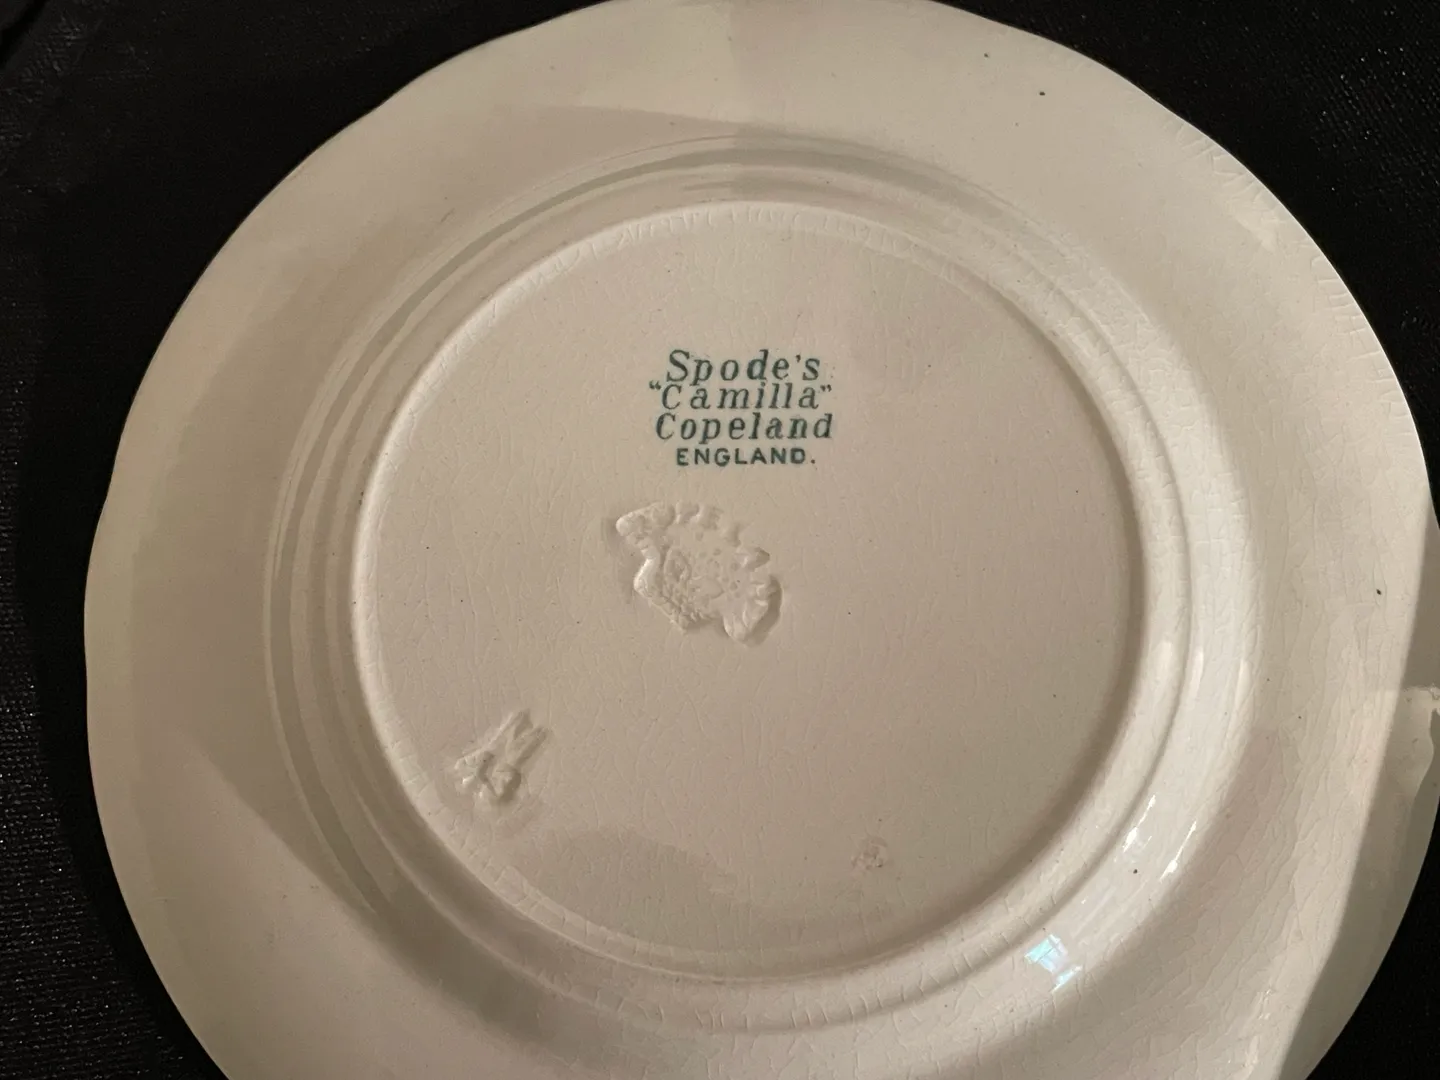 Spode's
"Camilla"
Copeland
ENGLAND.